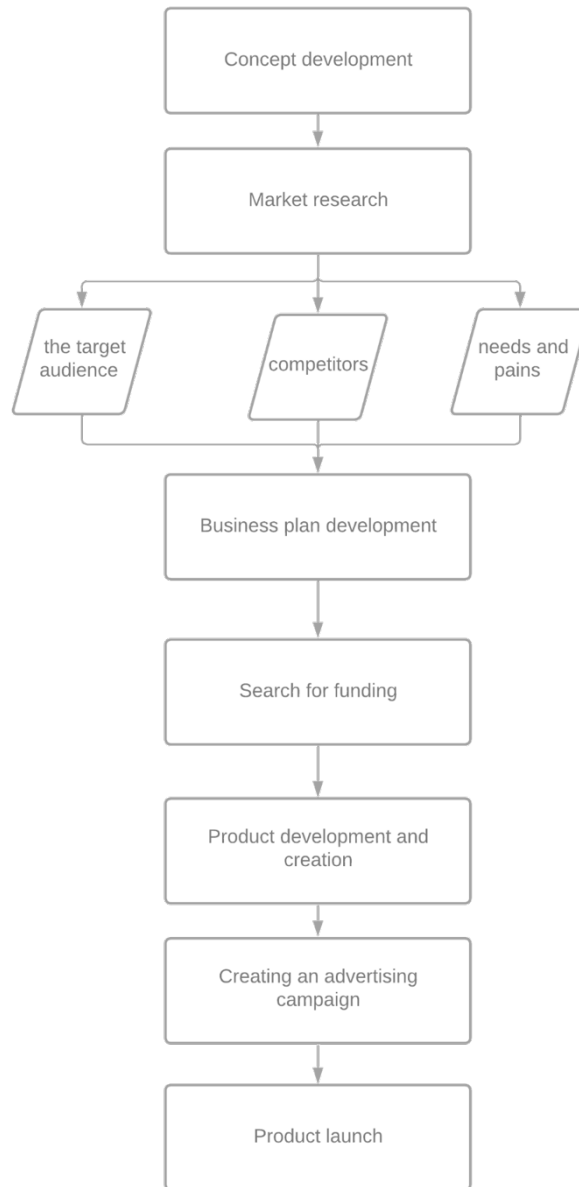 Concept development
Market research
the target
audience
competitors
needs and
pains
Business plan development
Search for funding
Product development and
creation
Creating an advertising
campaign
Product launch